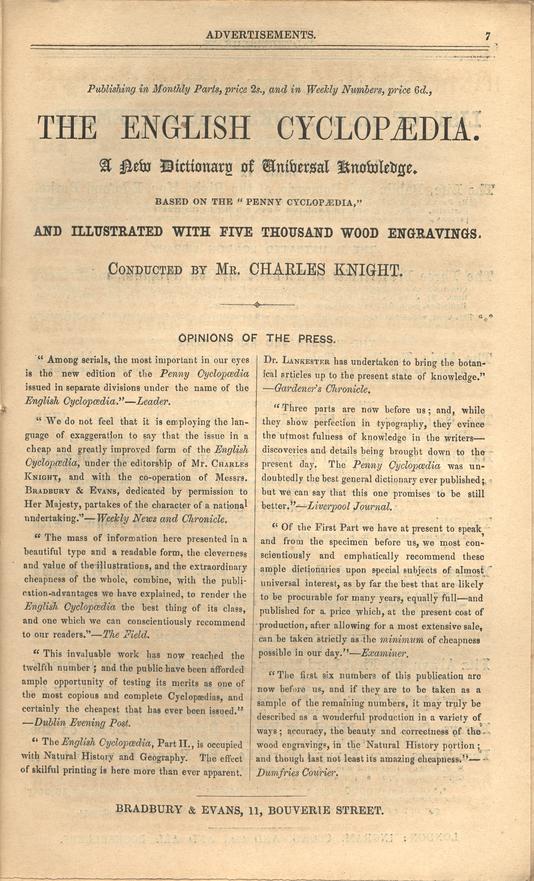 ADVERTISEMENTS.
7
Publishing in Monthly Parts, price 2s., and in Weekly Numbers, price 6d.,
THE ENGLISH CYCLOPÆDIA.
A New Dictionary of Universal Knowledge.
BASED ON THE "PENNY CYCLOPÆDIA,"
AND ILLUSTRATED WITH FIVE THOUSAND WOOD ENGRAVINGS.
CONDUCTED BY MR. CHARLES KNIGHT.
OPINIONS OF THE PRESS.
"Among serials, the most important in our eyes
is the new edition of the Penny Cyclopædia
issued in separate divisions under the name of the
English Cyclopædia."—Leader.
"We do not feel that it is employing the lan-
guage of exaggeration to say that the issue in a
cheap and greatly improved form of the English
Cyclopædia, under the editorship of Mr. CHARLES
KNIGHT, and with the co-operation of Messrs.
BRADBURY & EVANS, dedicated by permission to
Her Majesty, partakes of the character of a national
undertaking."—Weekly News and Chronicle.
"The mass of information here presented in a
beautiful type and a readable form, the cleverness
and value of the illustrations, and the extraordinary
cheapness of the whole, combine, with the publi-
cation-advantages we have explained, to render the
English Cyclopædia the best thing of its class,
and one which we can conscientiously recommend
to our readers."—The Field.
"This invaluable work has now reached the
twelfth number; and the public have been afforded
ample opportunity of testing its merits as one of
the most copious and complete Cyclopædias, and
certainly the cheapest that has ever been issued."
—Dublin Evening Post.
"The English Cyclopædia, Part II., is occupied
with Natural History and Geography. The effect
of skilful printing is here more than ever apparent.
Dr. LANKESTER has undertaken to bring the botan-
ical articles up to the present state of knowledge."
—Gardener's Chronicle.
"Three parts are now before us; and, while
they show perfection in typography, they evince
the utmost fulness of knowledge in the writers—
discoveries and details being brought down to the
present day. The Penny Cyclopædia was un-
doubtedly the best general dictionary ever published;
but we can say that this one promises to be still
better."—Liverpool Journal.
"Of the First Part we have at present to speak
and from the specimen before us, we most con-
scientiously and emphatically recommend these
ample dictionaries upon special subjects of almost
universal interest, as by far the best that are likely
to be procurable for many years, equally full—and
published for a price which, at the present cost of
production, after allowing for a most extensive sale,
can be taken strictly as the minimum of cheapness
possible in our day."—Examiner.
"The first six numbers of this publication are
now before us, and if they are to be taken as a
sample of the remaining numbers, it may truly be
described as a wonderful production in a variety of
ways; accuracy, the beauty and correctness of the
wood engravings, in the Natural History portion;
and though last not least its amazing cheapness."—
Dumfries Courier.
BRADBURY & EVANS, 11, BOUVERIE STREET.